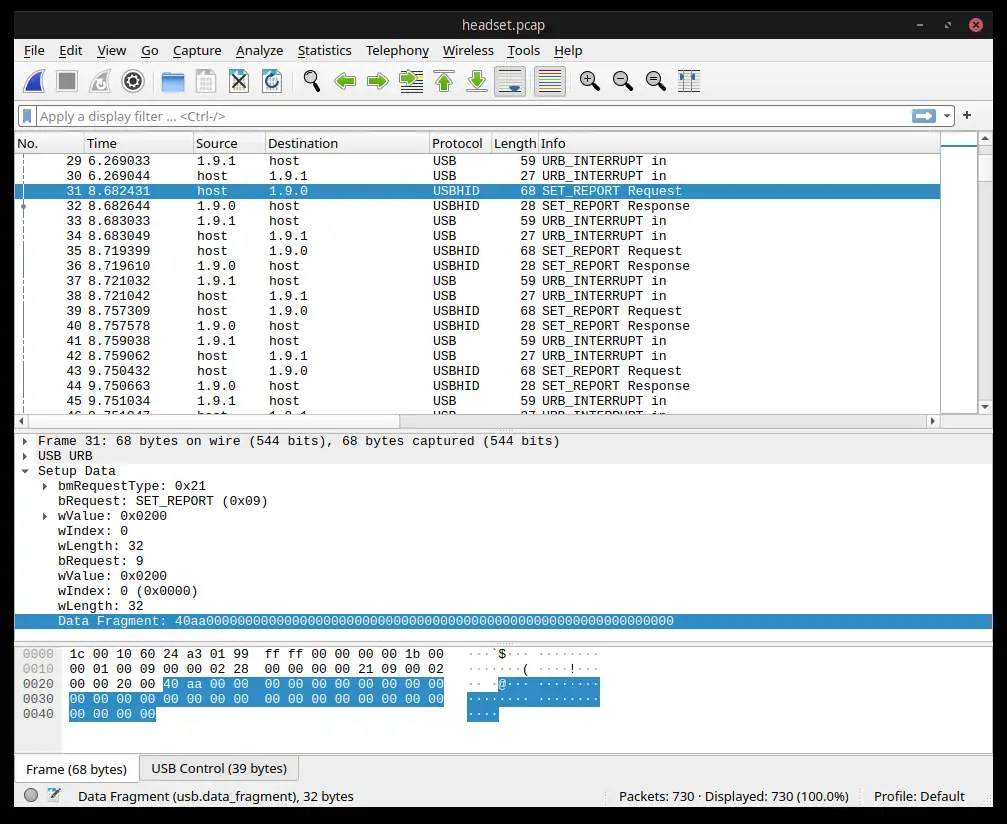 headset.pcap
File Edit View Go Capture Analyze Statistics Telephony Wireless Tools Help
Apply a display filter ... <Ctrl-/>
No. Time Source Destination Protocol Length Info
29 6.269033 1.9.1 host USB 59 URB_INTERRUPT in
30 6.269044 host 1.9.1 USB 27 URB_INTERRUPT in
31 8.682431 host 1.9.0 USBHID 68 SET_REPORT Request
32 8.682644 1.9.0 host USBHID 28 SET_REPORT Response
33 8.683033 1.9.1 host USB 59 URB_INTERRUPT in
34 8.683049 host 1.9.1 USB 27 URB_INTERRUPT in
35 8.719399 host 1.9.0 USBHID 68 SET_REPORT Request
36 8.719610 1.9.0 host USBHID 28 SET_REPORT Response
37 8.721032 1.9.1 host USB 59 URB_INTERRUPT in
38 8.721042 host 1.9.1 USB 27 URB_INTERRUPT in
39 8.757309 host 1.9.0 USBHID 68 SET_REPORT Request
40 8.757578 1.9.0 host USBHID 28 SET_REPORT Response
41 8.759038 1.9.1 host USB 59 URB_INTERRUPT in
42 8.759062 host 1.9.1 USB 27 URB_INTERRUPT in
43 9.750432 host 1.9.0 USBHID 68 SET_REPORT Request
44 9.750663 1.9.0 host USBHID 28 SET_REPORT Response
45 9.751034 1.9.1 host USB 59 URB_INTERRUPT in
Frame 31: 68 bytes on wire (544 bits), 68 bytes captured (544 bits)
USB URB
Setup Data
bmRequestType: 0x21
bRequest: SET_REPORT (0x09)
wValue: 0x0200
wIndex: 0
wLength: 32
bRequest: 9
wValue: 0x0200
wIndex: 0 (0x0000)
wLength: 32
Data Fragment: 40aa000000000000000000000000000000000000000000000000000000000000
0000 1c 00 10 60 24 a3 01 99 ff ff 00 00 00 00 1b 00 ···`$··· ········
0010 00 01 00 09 00 00 02 28 00 00 00 00 21 09 00 02 ·······( ····!···
0020 00 00 20 00 40 aa 00 00 00 00 00 00 00 00 00 00 ·· ·@··· ········
0030 00 00 00 00 00 00 00 00 00 00 00 00 00 00 00 00 ········ ········
0040 00 00 00 00 ····
Frame (68 bytes) USB Control (39 bytes)
Data Fragment (usb.data_fragment), 32 bytes Packets: 730 · Displayed: 730 (100.0%) Profile: Default